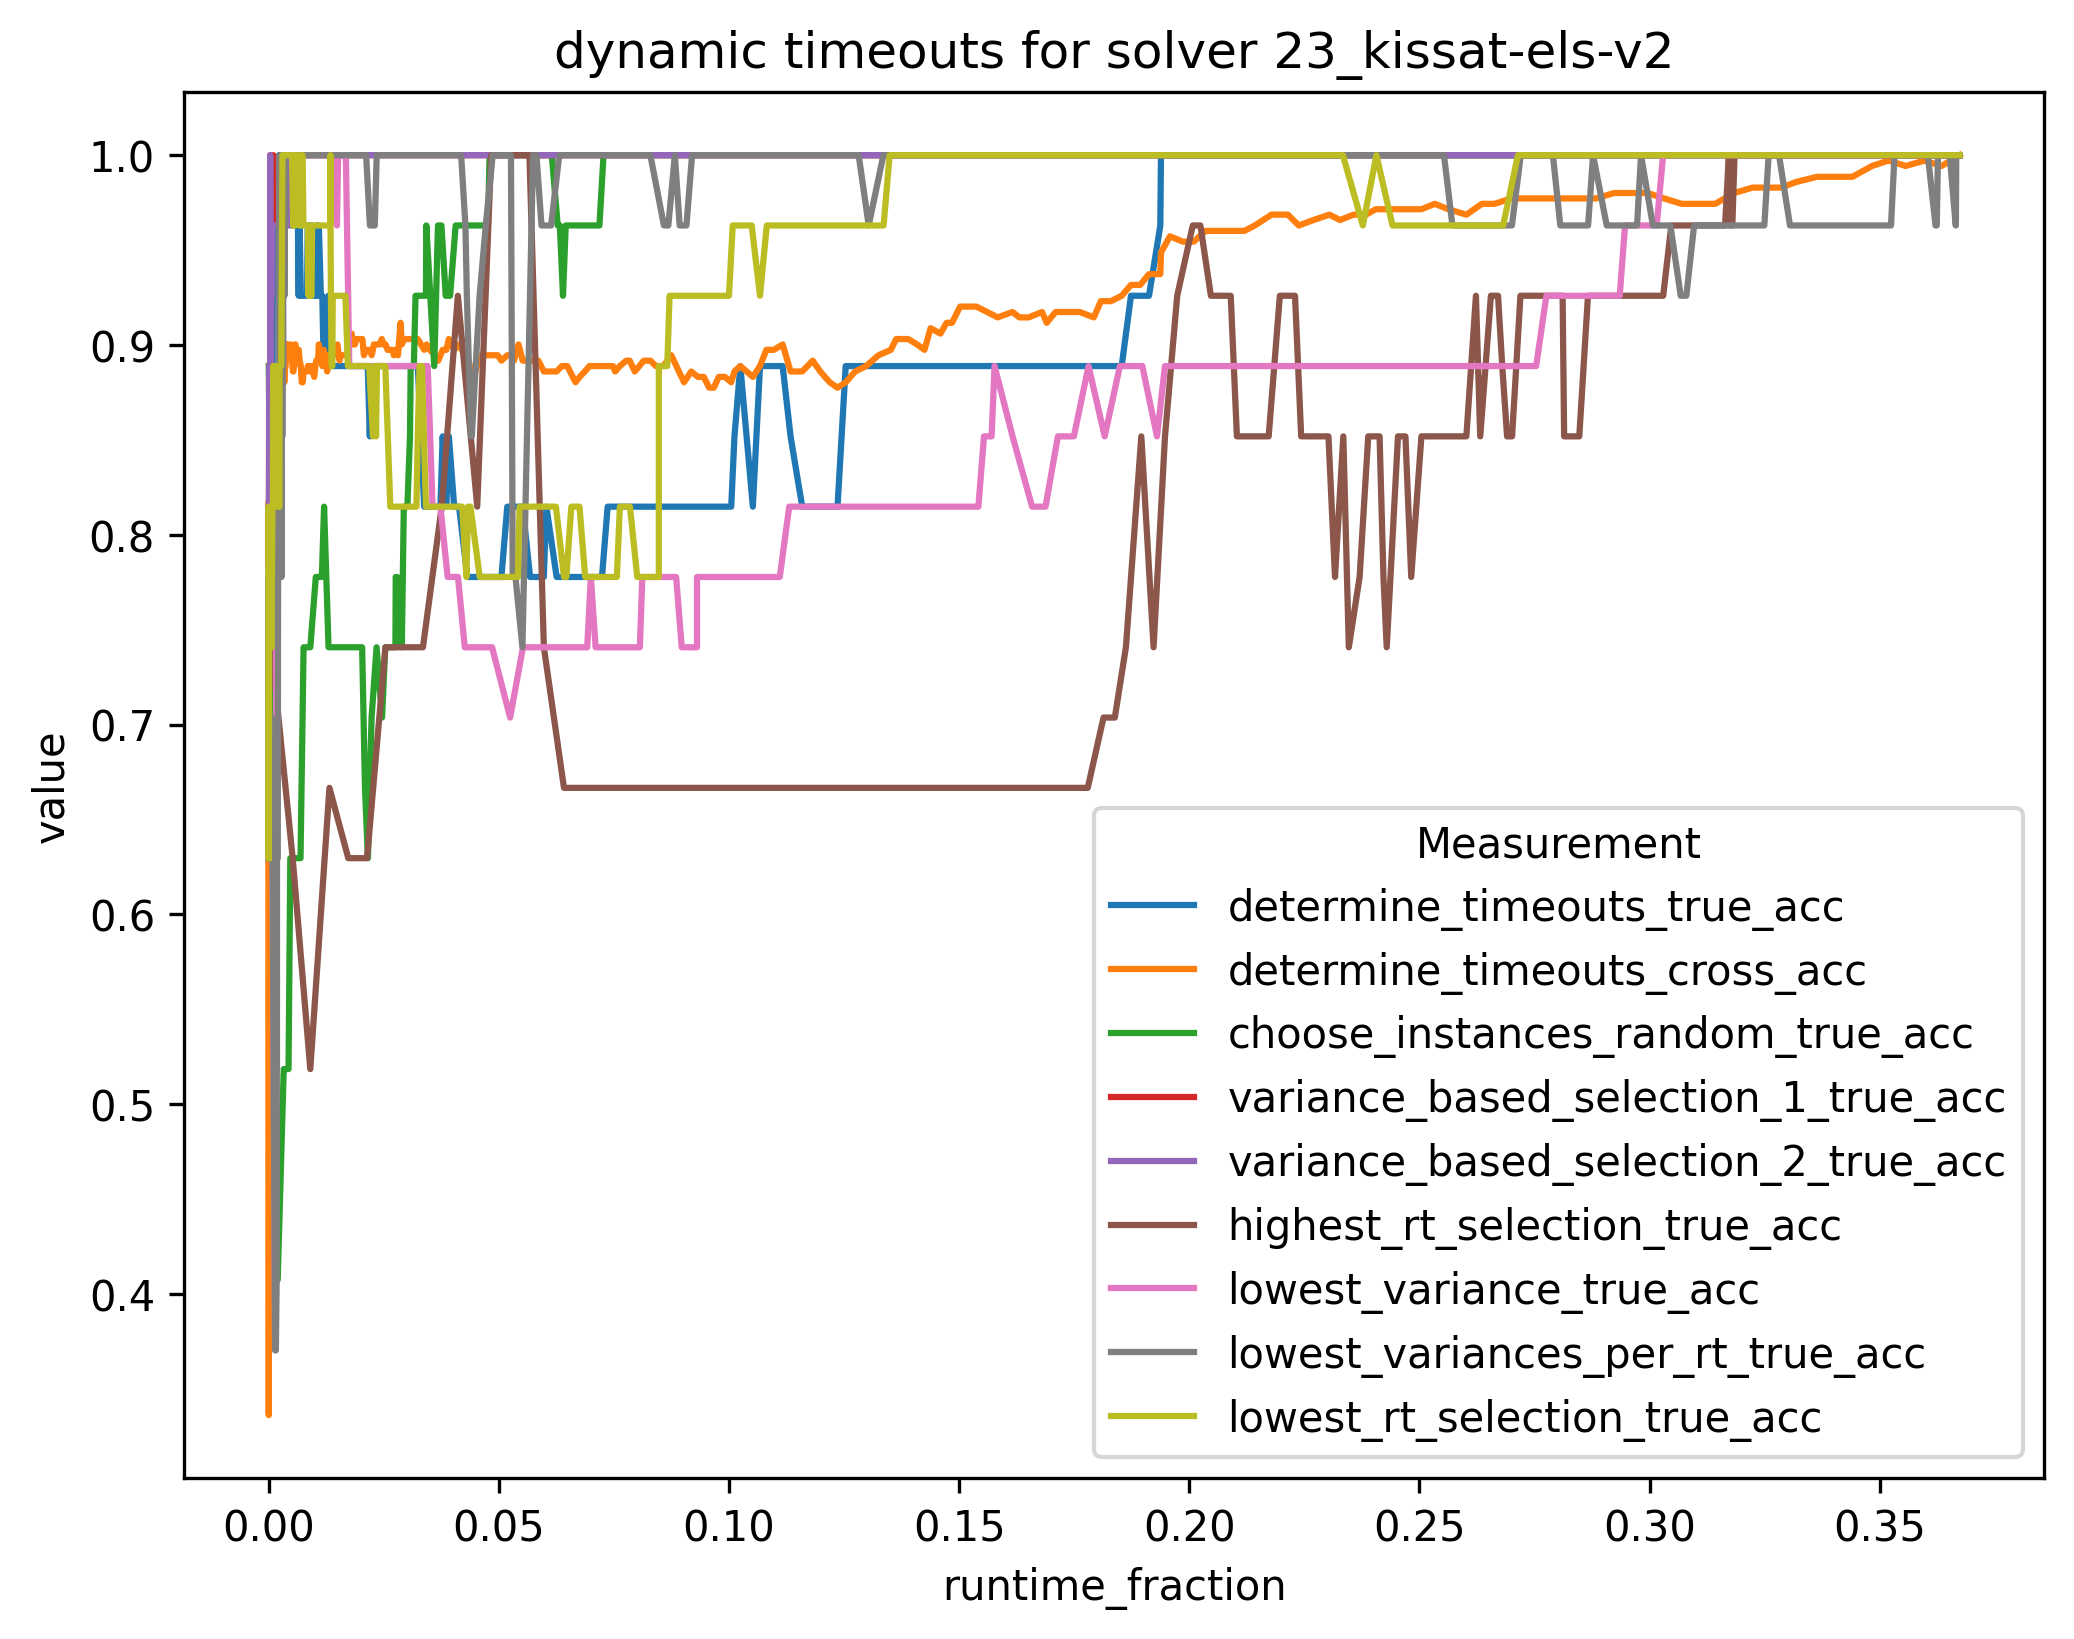 dynamic timeouts for solver 23_kissat-els-v2
1.0
0.9
0.8
0.7
0.6
0.5
0.4
value
Measurement
determine_timeouts_true_acc
determine_timeouts_cross_acc
choose_instances_random_true_acc
variance_based_selection_1_true_acc
variance_based_selection_2_true_acc
highest_rt_selection_true_acc
lowest_variance_true_acc
lowest_variances_per_rt_true_acc
lowest_rt_selection_true_acc
0.00 0.05 0.10 0.15 0.20 0.25 0.30 0.35
runtime_fraction